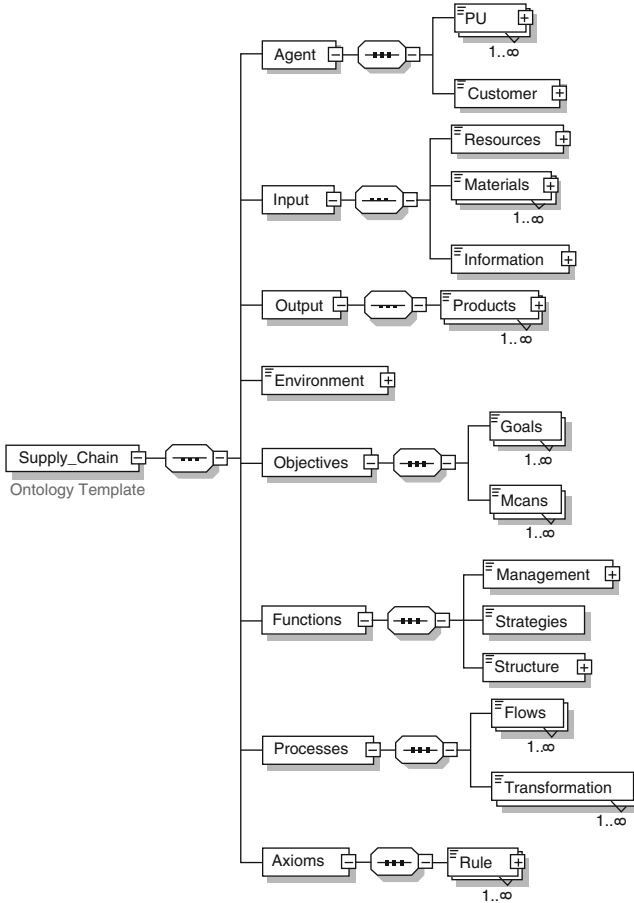 Agent
PU
1..∞
Customer
Input
Resources
Materials
1..∞
Information
Output
Products
1..∞
Environment
Supply_Chain
Ontology Template
Objectives
Goals
1..∞
Mcans
1..∞
Functions
Management
Strategies
Structure
Processes
Flows
1..∞
Transformation
1..∞
Axioms
Rule
1..∞